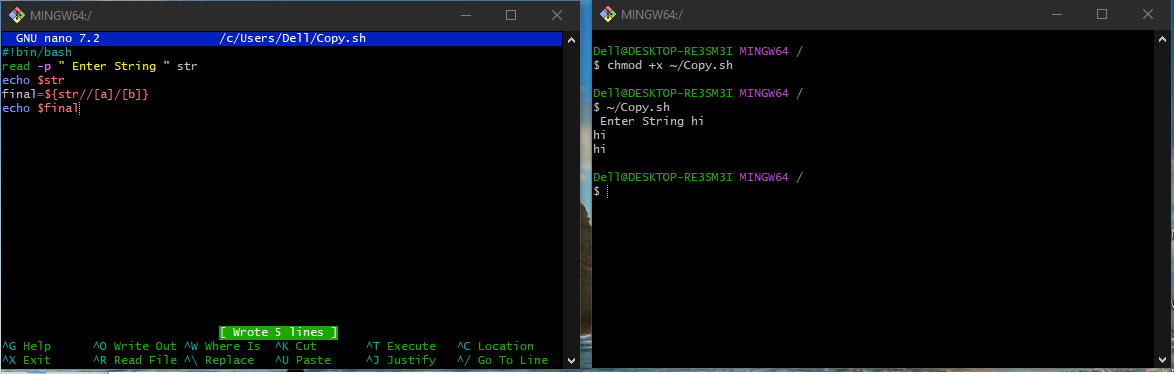 MINGW64:/
GNU nano 7.2 /c/Users/Dell/Copy.sh
#!bin/bash
read -p " Enter String " str
echo $str
final=${str//[a]/[b]}
echo $final
[ Wrote 5 lines ]
^G Help ^O Write Out ^W Where Is ^K Cut ^T Execute ^C Location
^X Exit ^R Read File ^\ Replace ^U Paste ^J Justify ^/ Go To Line
MINGW64:/
Dell@DESKTOP-RE3SM3I MINGW64 /
$ chmod +x ~/Copy.sh
Dell@DESKTOP-RE3SM3I MINGW64 /
$ ~/Copy.sh
 Enter String hi
hi
hi
Dell@DESKTOP-RE3SM3I MINGW64 /
$